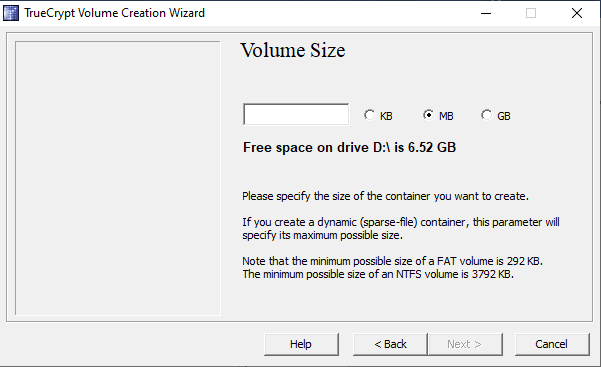 TrueCrypt Volume Creation Wizard
Volume Size
KB MB GB
Free space on drive D:\ is 6.52 GB
Please specify the size of the container you want to create.
If you create a dynamic (sparse-file) container, this parameter will
specify its maximum possible size.
Note that the minimum possible size of a FAT volume is 292 KB.
The minimum possible size of an NTFS volume is 3792 KB.
Help < Back Next > Cancel